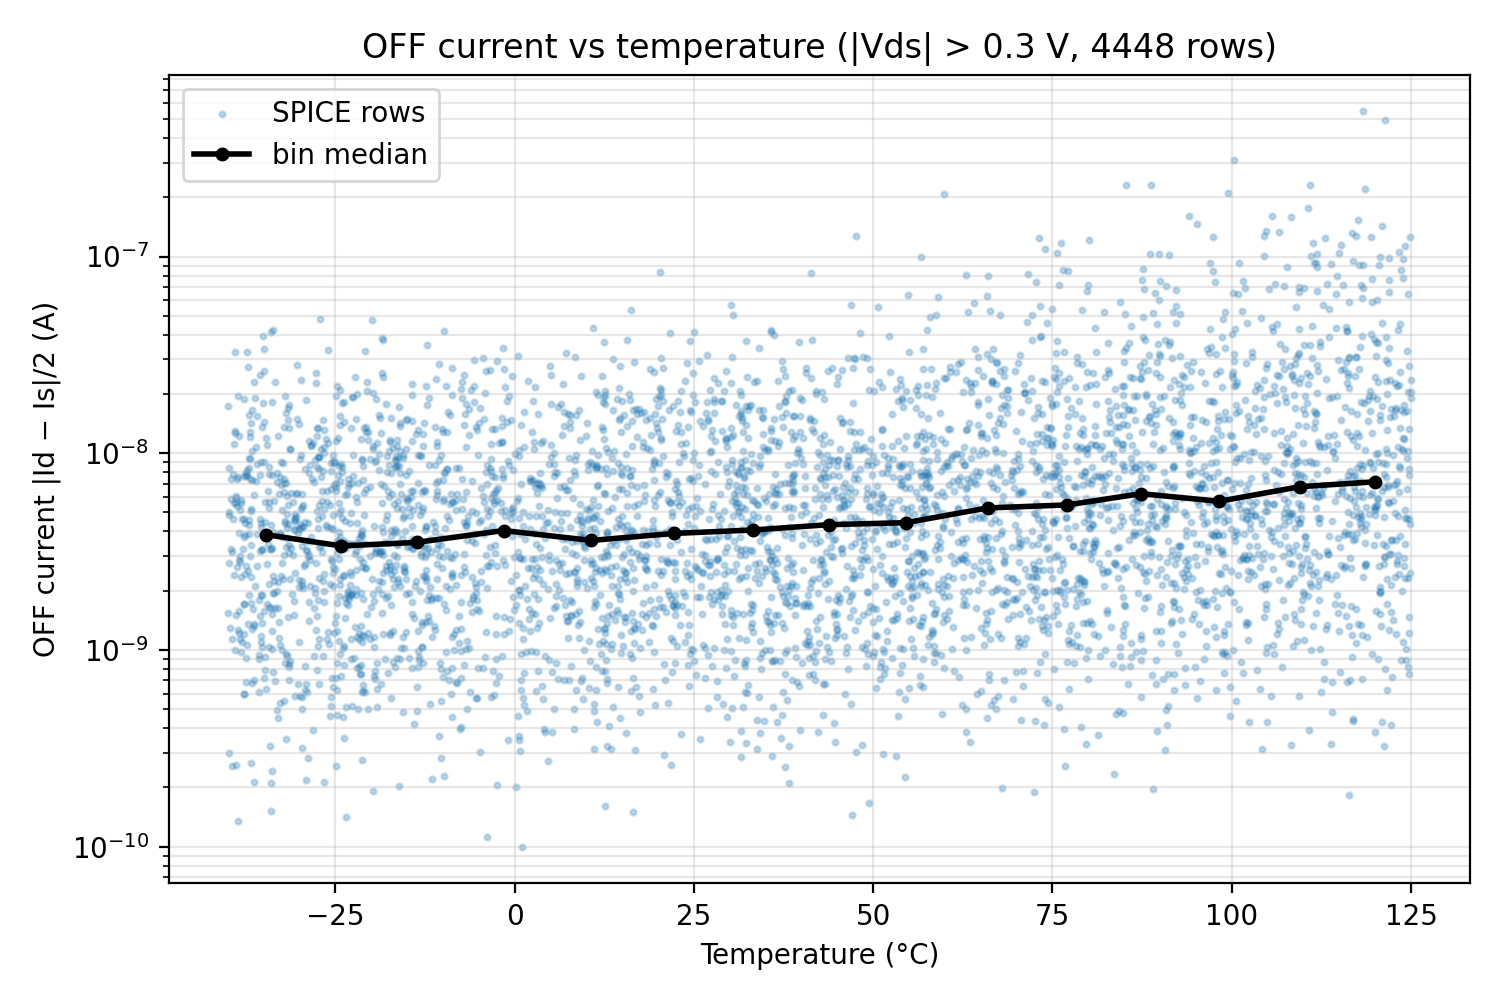 OFF current vs temperature (|Vds| > 0.3 V, 4448 rows)
SPICE rows
bin median
OFF current |Id − Is|/2 (A)
10⁻⁷
10⁻⁸
10⁻⁹
10⁻¹⁰
−25 0 25 50 75 100 125
Temperature (°C)